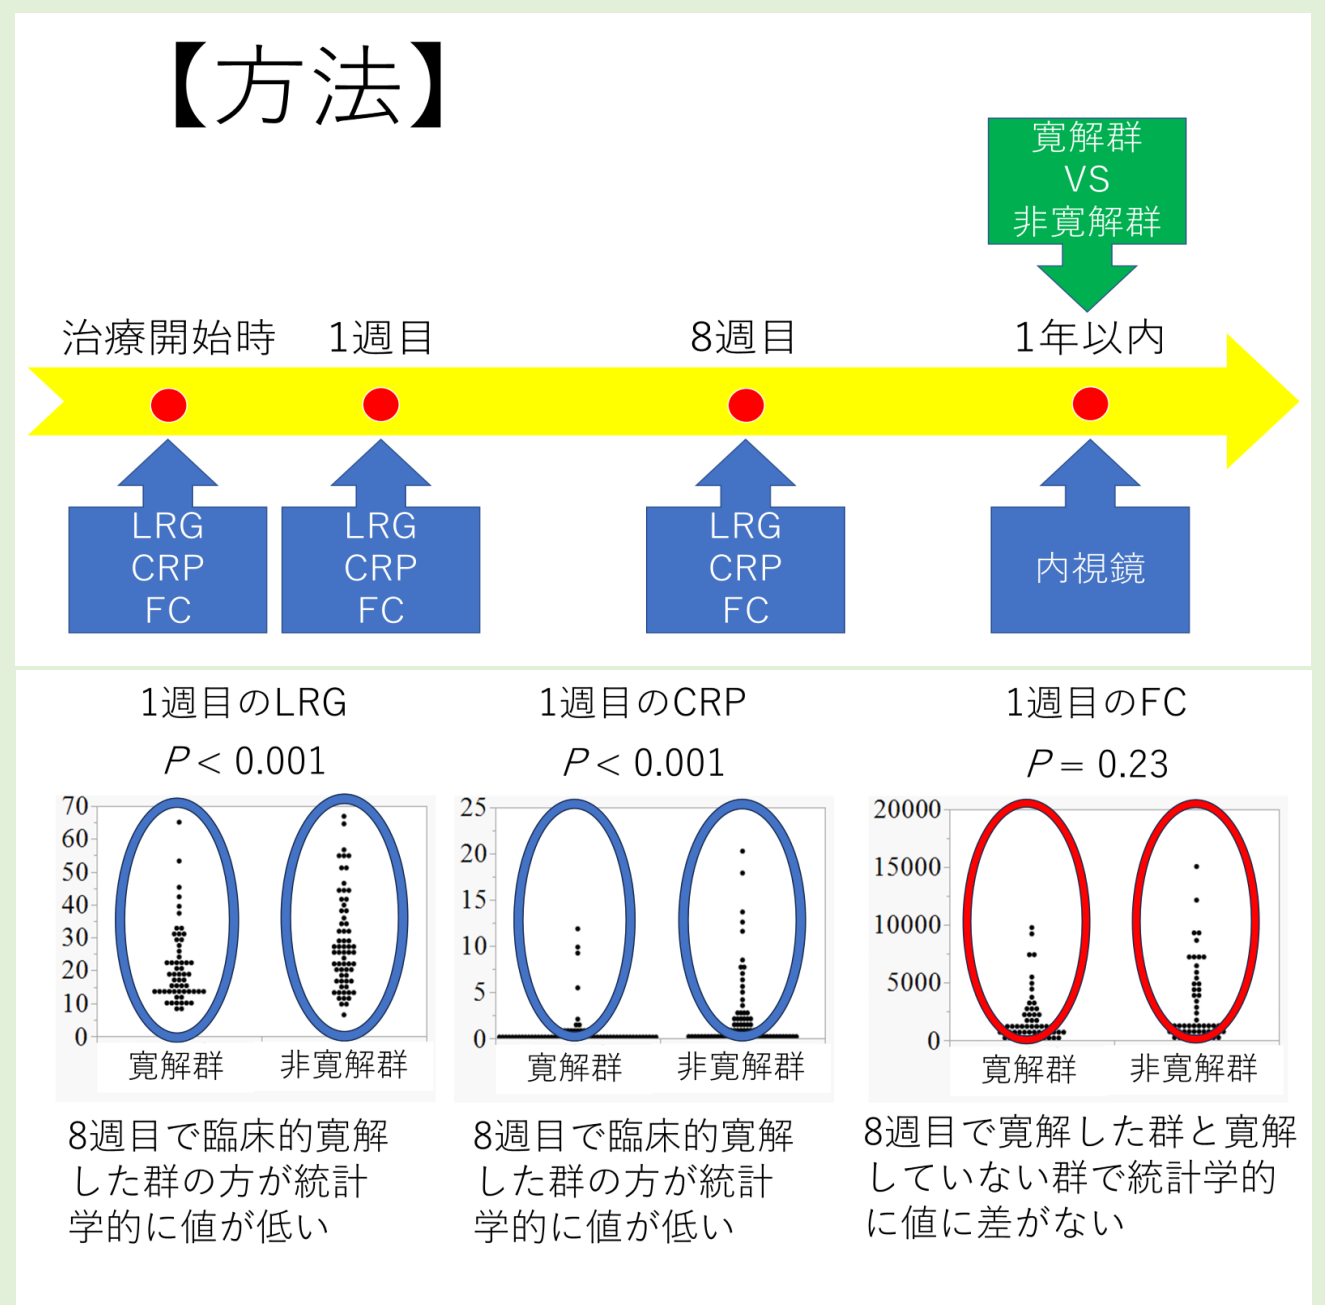 【方法】
寛解群
VS
非寛解群
治療開始時
1週目
8週目
1年以内
LRG
CRP
FC
LRG
CRP
FC
LRG
CRP
FC
内視鏡
1週目のLRG
P < 0.001
70
60
50
40
30
20
10
0
寛解群
非寛解群
8週目で臨床的寛解
した群の方が統計
学的に値が低い
1週目のCRP
P < 0.001
25
20
15
10
5
0
寛解群
非寛解群
8週目で臨床的寛解
した群の方が統計
学的に値が低い
1週目のFC
P = 0.23
20000
15000
10000
5000
0
寛解群
非寛解群
8週目で寛解した群と寛解
していない群で統計学的
に値に差がない